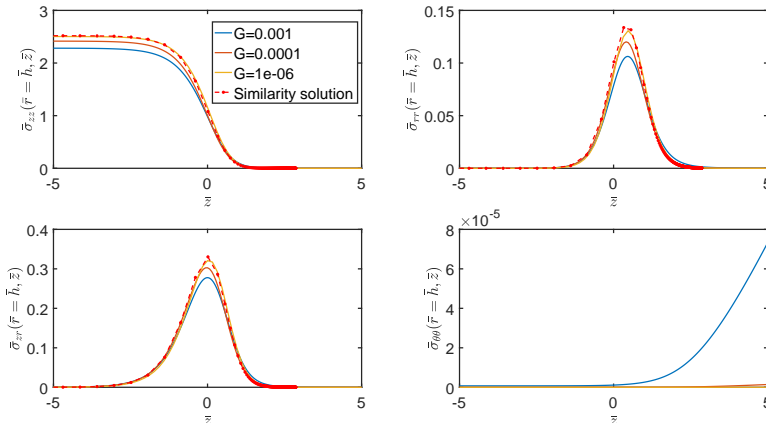 3
2
1
0
-5
0
5
z̄
σ̄zz(r̄ = h̄, z̄)
G=0.001
G=0.0001
G=1e-06
Similarity solution
0.15
0.1
0.05
0
-5
0
5
z̄
σ̄rr(r̄ = h̄, z̄)
0.4
0.3
0.2
0.1
0
-5
0
5
z̄
σ̄zr(r̄ = h̄, z̄)
8
×10⁻⁵
6
4
2
0
-5
0
5
z̄
σ̄θθ(r̄ = h̄, z̄)